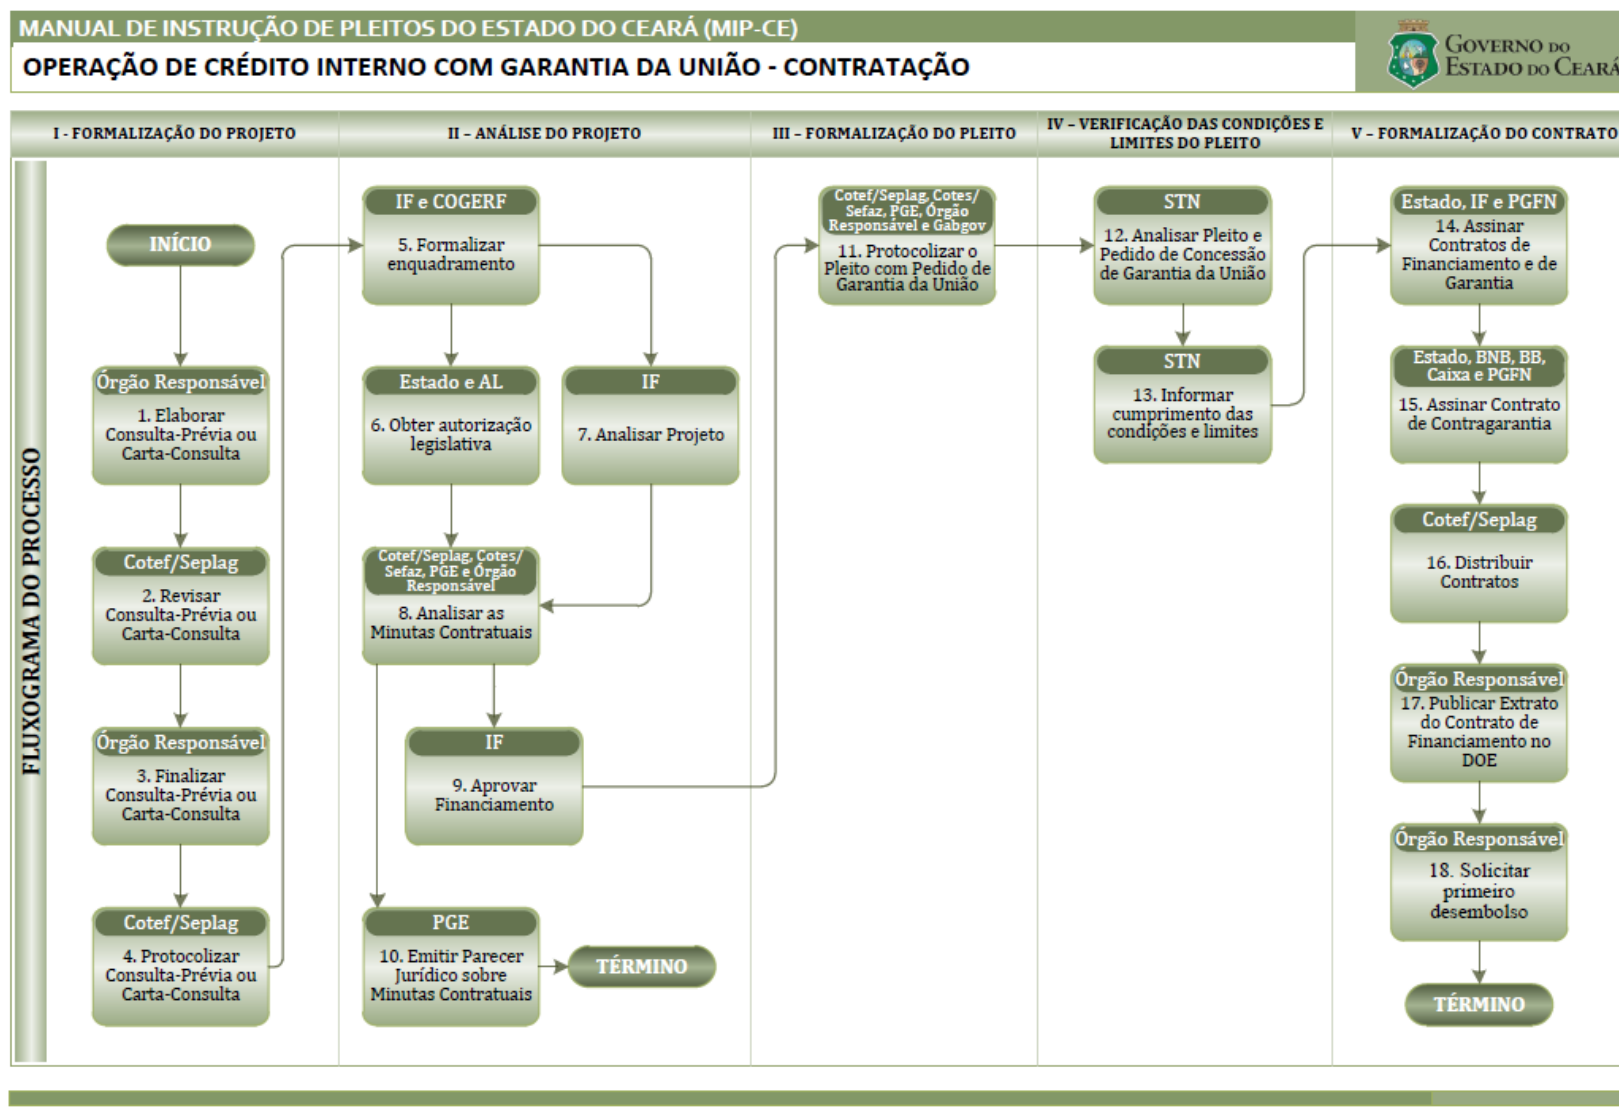 MANUAL DE INSTRUÇÃO DE PLEITOS DO ESTADO DO CEARÁ (MIP-CE)
OPERAÇÃO DE CRÉDITO INTERNO COM GARANTIA DA UNIÃO - CONTRATAÇÃO
GOVERNO DO
ESTADO DO CEARÁ
FLUXOGRAMA DO PROCESSO
I - FORMALIZAÇÃO DO PROJETO
INÍCIO
Órgão Responsável
1. Elaborar
Consulta-Prévia ou
Carta-Consulta
Cotef/Seplag
2. Revisar
Consulta-Prévia ou
Carta-Consulta
Órgão Responsável
3. Finalizar
Consulta-Prévia ou
Carta-Consulta
Cotef/Seplag
4. Protocolizar
Consulta-Prévia ou
Carta-Consulta
II – ANÁLISE DO PROJETO
IF e COGERF
5. Formalizar
enquadramento
Estado e AL
6. Obter autorização
legislativa
IF
7. Analisar Projeto
Cotef/Seplag, Cotes/
Sefaz, PGE e Órgão
Responsável
8. Analisar as
Minutas Contratuais
IF
9. Aprovar
Financiamento
PGE
10. Emitir Parecer
Jurídico sobre
Minutas Contratuais
TÉRMINO
III – FORMALIZAÇÃO DO PLEITO
Cotef/Seplag, Cotes/
Sefaz, PGE, Órgão
Responsável e Gabgov
11. Protocolizar o
Pleito com Pedido de
Garantia da União
IV – VERIFICAÇÃO DAS CONDIÇÕES E
LIMITES DO PLEITO
STN
12. Analisar Pleito e
Pedido de Concessão
de Garantia da União
STN
13. Informar
cumprimento das
condições e limites
V – FORMALIZAÇÃO DO CONTRATO
Estado, IF e PGFN
14. Assinar
Contratos de
Financiamento e de
Garantia
Estado, BNB, BB,
Caixa e PGFN
15. Assinar Contrato
de Contragarantia
Cotef/Seplag
16. Distribuir
Contratos
Órgão Responsável
17. Publicar Extrato
do Contrato de
Financiamento no
DOE
Órgão Responsável
18. Solicitar
primeiro
desembolso
TÉRMINO